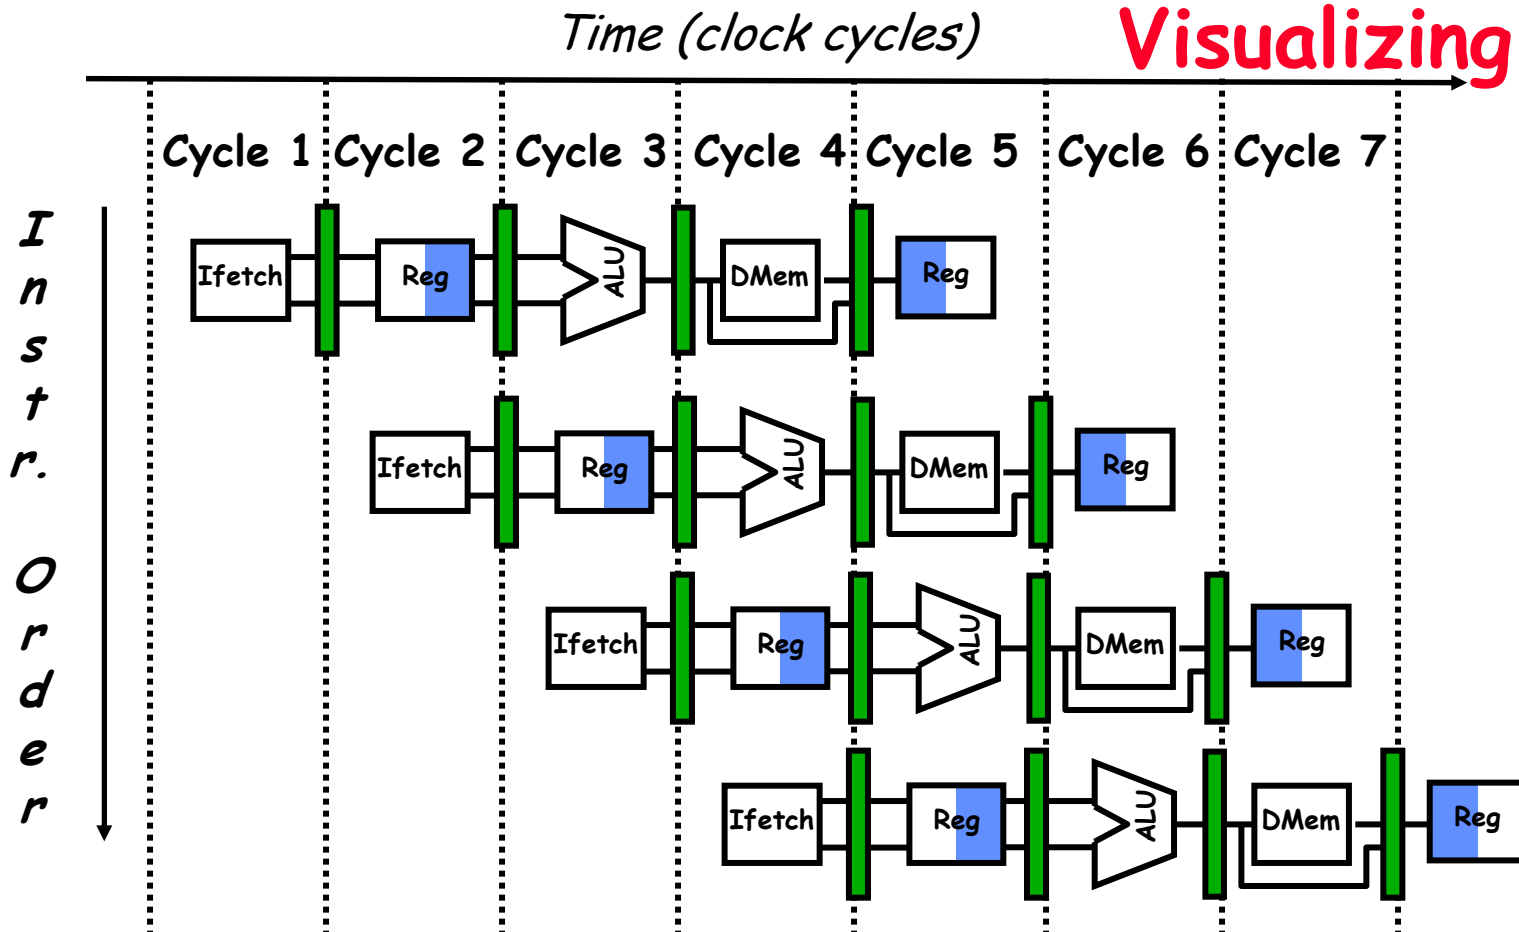 Time (clock cycles)
Visualizing
Cycle 1 Cycle 2 Cycle 3 Cycle 4 Cycle 5 Cycle 6 Cycle 7
Instr. Order
Ifetch Reg ALU DMem Reg
Ifetch Reg ALU DMem Reg
Ifetch Reg ALU DMem Reg
Ifetch Reg ALU DMem Reg